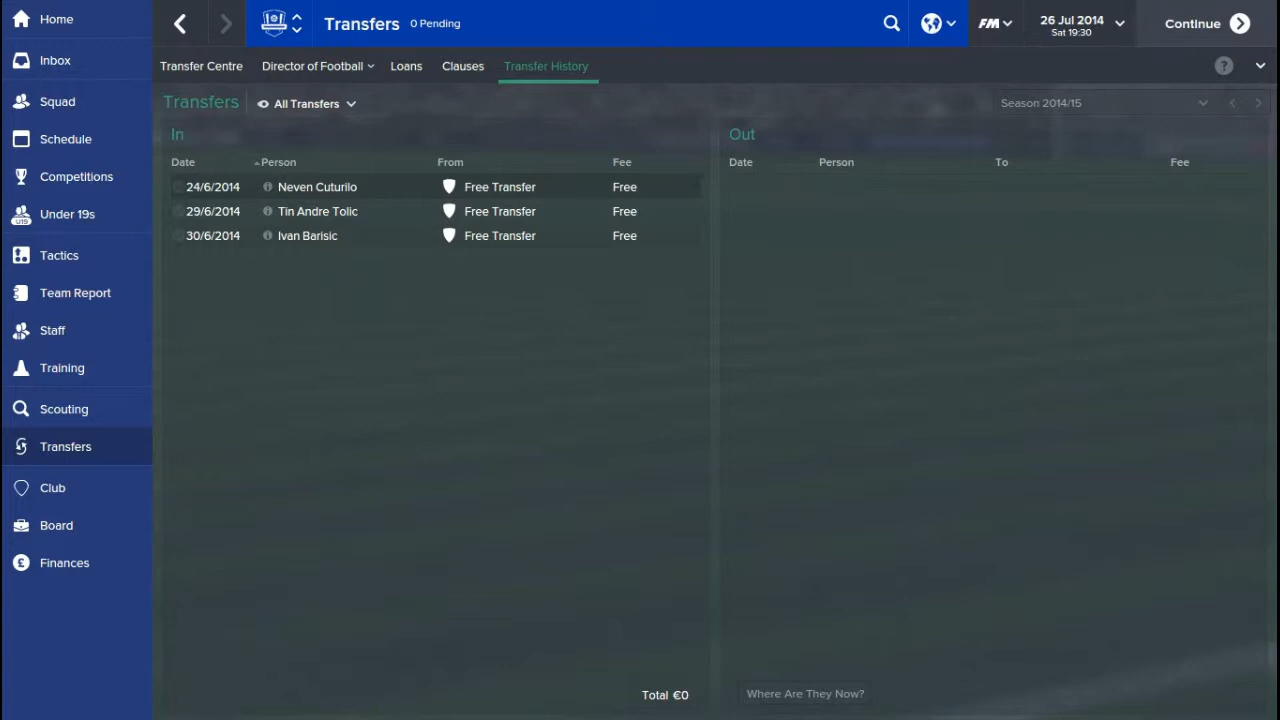 Home
Inbox
Squad
Schedule
Competitions
U19
Under 19s
Tactics
Team Report
Staff
Training
Scouting
Transfers
Club
Board
£
Finances
Transfers 0 Pending
FM
26 Jul 2014
Sat 19:30
Continue
Transfer Centre Director of Football Loans Clauses Transfer History
?
Transfers All Transfers
Season 2014/15
In
Date Person From Fee
24/6/2014 Neven Cuturilo Free Transfer Free
29/6/2014 Tin Andre Tolic Free Transfer Free
30/6/2014 Ivan Barisic Free Transfer Free
Total €0
Out
Date Person To Fee
Where Are They Now?